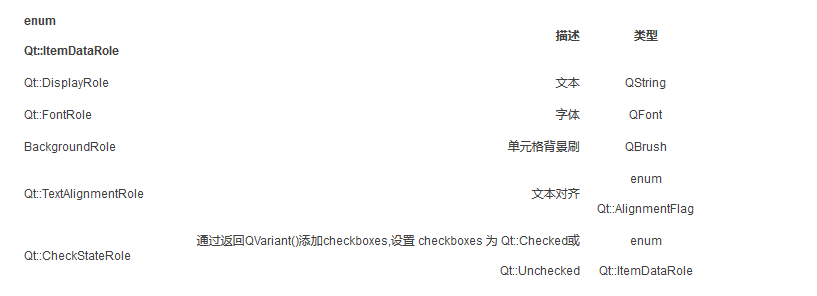 enum
Qt::ItemDataRole 描述 类型
Qt::DisplayRole 文本 QString
Qt::FontRole 字体 QFont
BackgroundRole 单元格背景刷 QBrush
Qt::TextAlignmentRole 文本对齐 enum
Qt::AlignmentFlag
Qt::CheckStateRole 通过返回QVariant()添加checkboxes,设置 checkboxes 为 Qt::Checked或
Qt::Unchecked enum
Qt::ItemDataRole